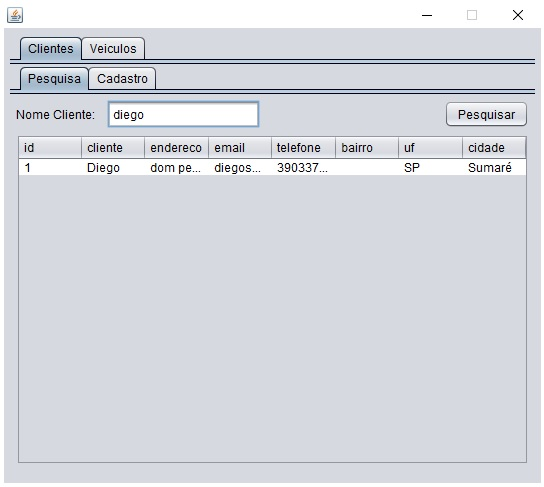 Clientes Veiculos
Pesquisa Cadastro
Nome Cliente: diego Pesquisar
id cliente endereco email telefone bairro uf cidade
1 Diego dom pe... diegos... 390337... SP Sumaré